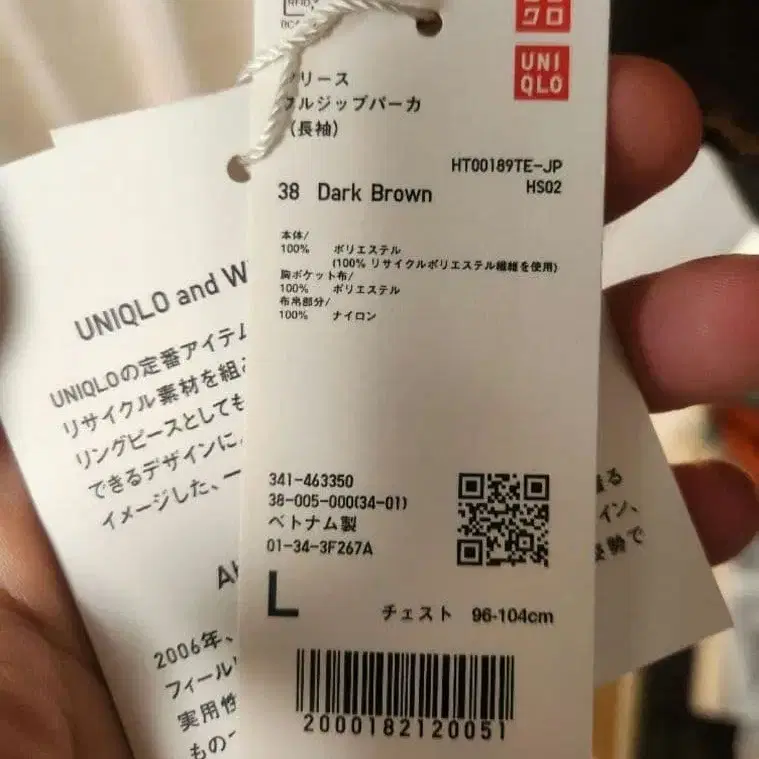 クロ
UNI
QLO
リース
フルジップパーカ
(長袖)
HT00189TE-JP
HS02
38 Dark Brown
本体/
100% ポリエステル
(100% リサイクルポリエステル繊維を使用)
胸ポケット布/
100% ポリエステル
布帛部分/
100% ナイロン
341-463350
38-005-000(34-01)
ベトナム製
01-34-3F267A
L
チェスト 96-104cm
2000182120051
UNIQLO and W
UNIQLOの定番アイテム
リサイクル素材を組
リングピースとしても
できるデザインに
イメージした、一
2006年、
フィール
実用性
もの
る
イン、
で